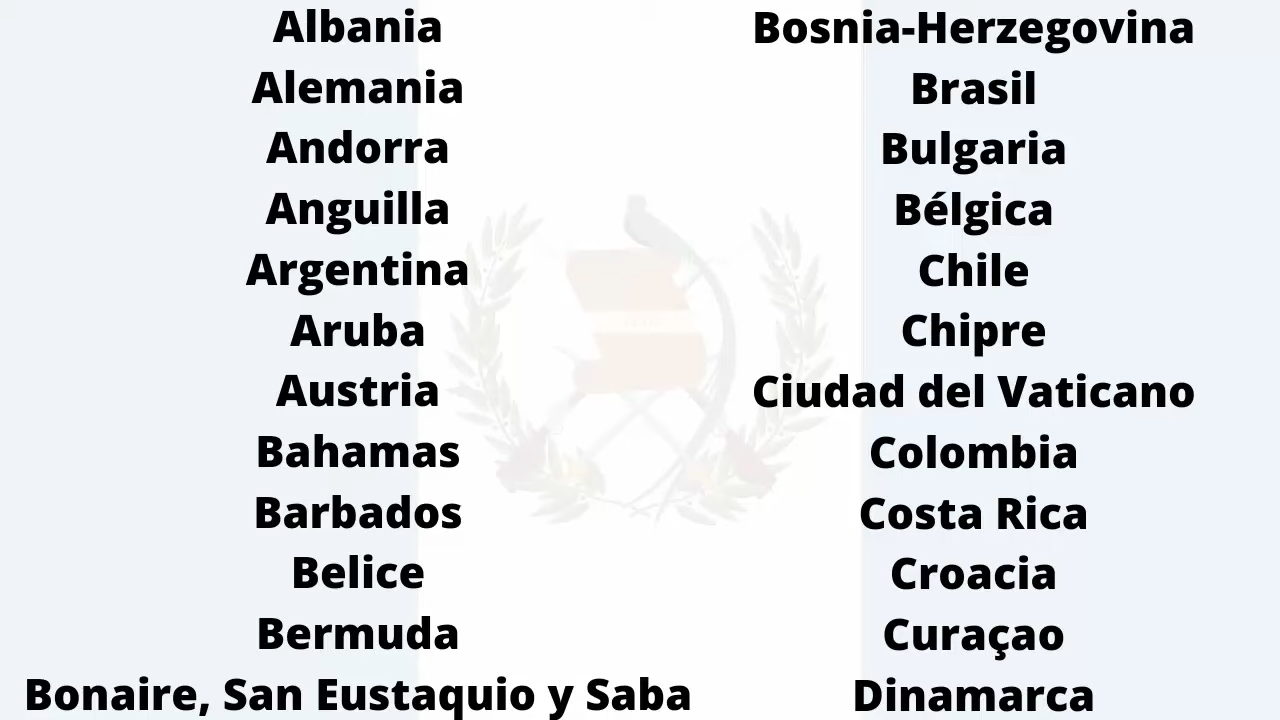 Albania
Alemania
Andorra
Anguilla
Argentina
Aruba
Austria
Bahamas
Barbados
Belice
Bermuda
Bonaire, San Eustaquio y Saba
Bosnia-Herzegovina
Brasil
Bulgaria
Bélgica
Chile
Chipre
Ciudad del Vaticano
Colombia
Costa Rica
Croacia
Curaçao
Dinamarca